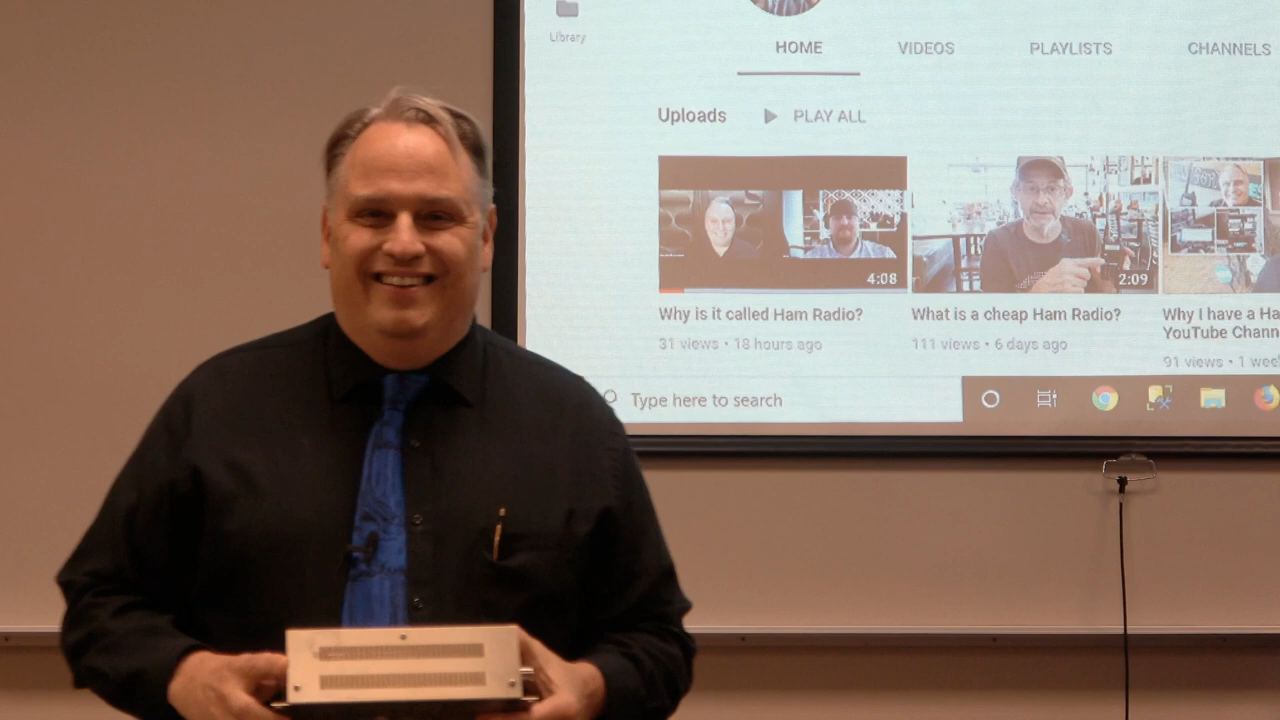 Library
HOME VIDEOS PLAYLISTS CHANNELS
Uploads PLAY ALL
4:08
2:09
Why is it called Ham Radio?
31 views • 18 hours ago
What is a cheap Ham Radio?
111 views • 6 days ago
Why I have a Ha
YouTube Chann
91 views • 1 wee
Type here to search